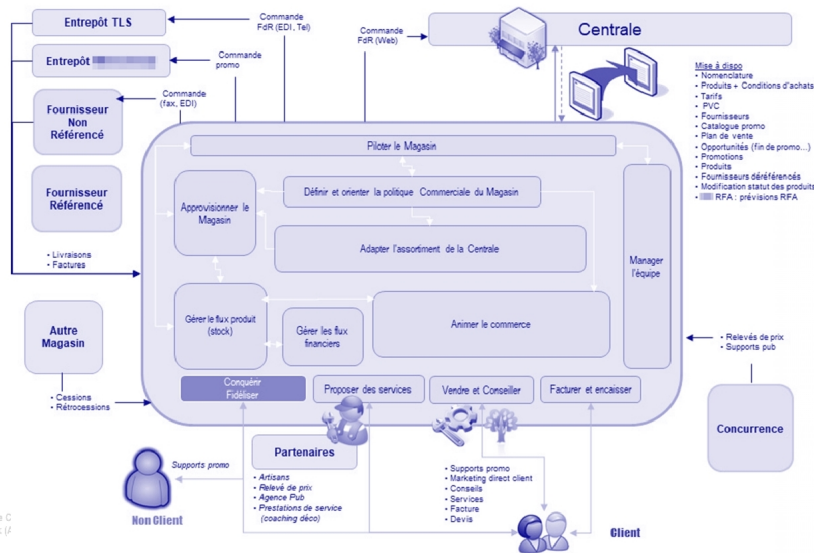 Entrepôt TLS
Commande
FdR (EDI, Tel)
Commande
FdR (Web)
Centrale
Entrepôt
Commande
promo
Commande
(fax, EDI)
Fournisseur
Non
Référencé
Fournisseur
Référencé
Mise à dispo
• Nomenclature
• Produits + Conditions d'achats
• Tarifs
• PVC
• Fournisseurs
• Catalogue promo
• Plan de vente
• Opportunités (fin de promo...)
• Promotions
• Produits
• Fournisseurs déréférencés
• Modification statut des produits
• RFA : prévisions RFA
Piloter le Magasin
Définir et orienter la politique Commerciale du Magasin
Approvisionner le
Magasin
Adapter l'assortiment de la Centrale
Manager
l'équipe
• Livraisons
• Factures
Gérer le flux produit
(stock)
Gérer les flux
financiers
Animer le commerce
Autre
Magasin
• Cessions
• Rétrocessions
• Relevés de prix
• Supports pub
Concurrence
Conquérir
Fidéliser
Proposer des services
Vendre et Conseiller
Facturer et encaisser
Supports promo
Non Client
Partenaires
• Artisans
• Relevé de prix
• Agence Pub
• Prestations de service
(coaching déco)
• Supports promo
• Marketing direct client
• Conseils
• Services
• Facture
• Devis
Client